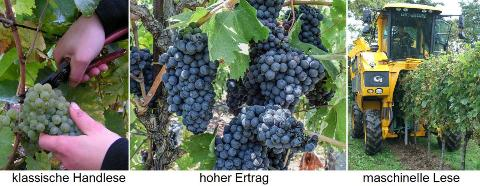 klassische Handlese
hoher Ertrag
maschinelle Lese